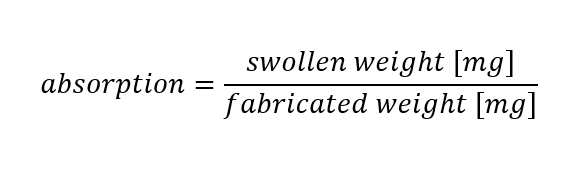 absorption = swollen weight [mg]
fabricated weight [mg]